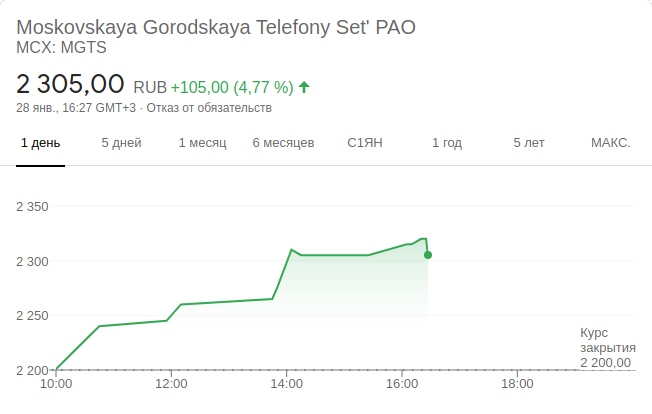 Moskovskaya Gorodskaya Telefony Set' PAO
MCX: MGTS
2 305,00 RUB +105,00 (4,77 %)
28 янв., 16:27 GMT+3 · Отказ от обязательств
1 день 5 дней 1 месяц 6 месяцев С1ЯН 1 год 5 лет МАКС.
2 350
2 300
2 250
Курс
закрытия
2 200,00
2 200
10:00 12:00 14:00 16:00 18:00